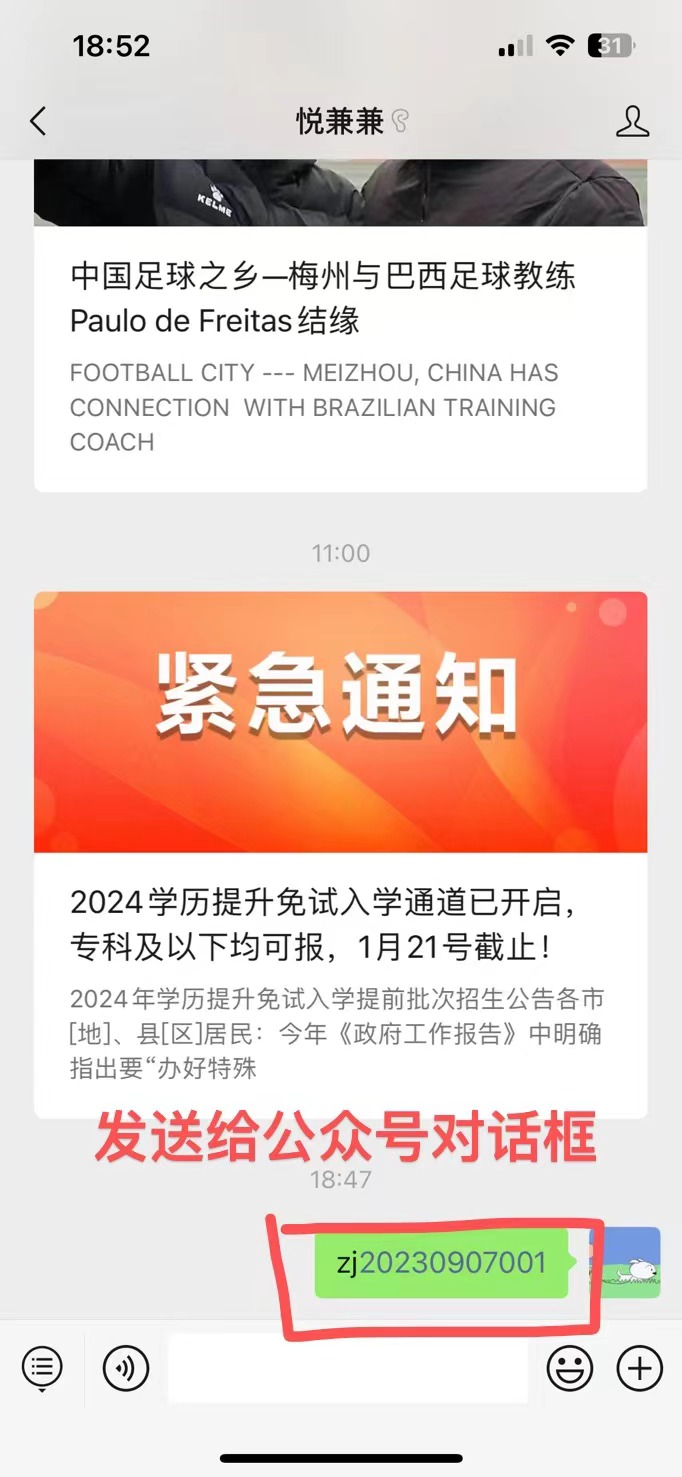 18:52
31
悦兼兼
KELME
中国足球之乡—梅州与巴西足球教练
Paulo de Freitas结缘
FOOTBALL CITY --- MEIZHOU, CHINA HAS
CONNECTION WITH BRAZILIAN TRAINING
COACH
11:00
紧急通知
2024学历提升免试入学通道已开启，
专科及以下均可报，1月21号截止！
2024年学历提升免试入学提前批次招生公告各市
[地]、县[区]居民：今年《政府工作报告》中明确
指出要“办好特殊
发送给公众号对话框
18:47
zj20230907001